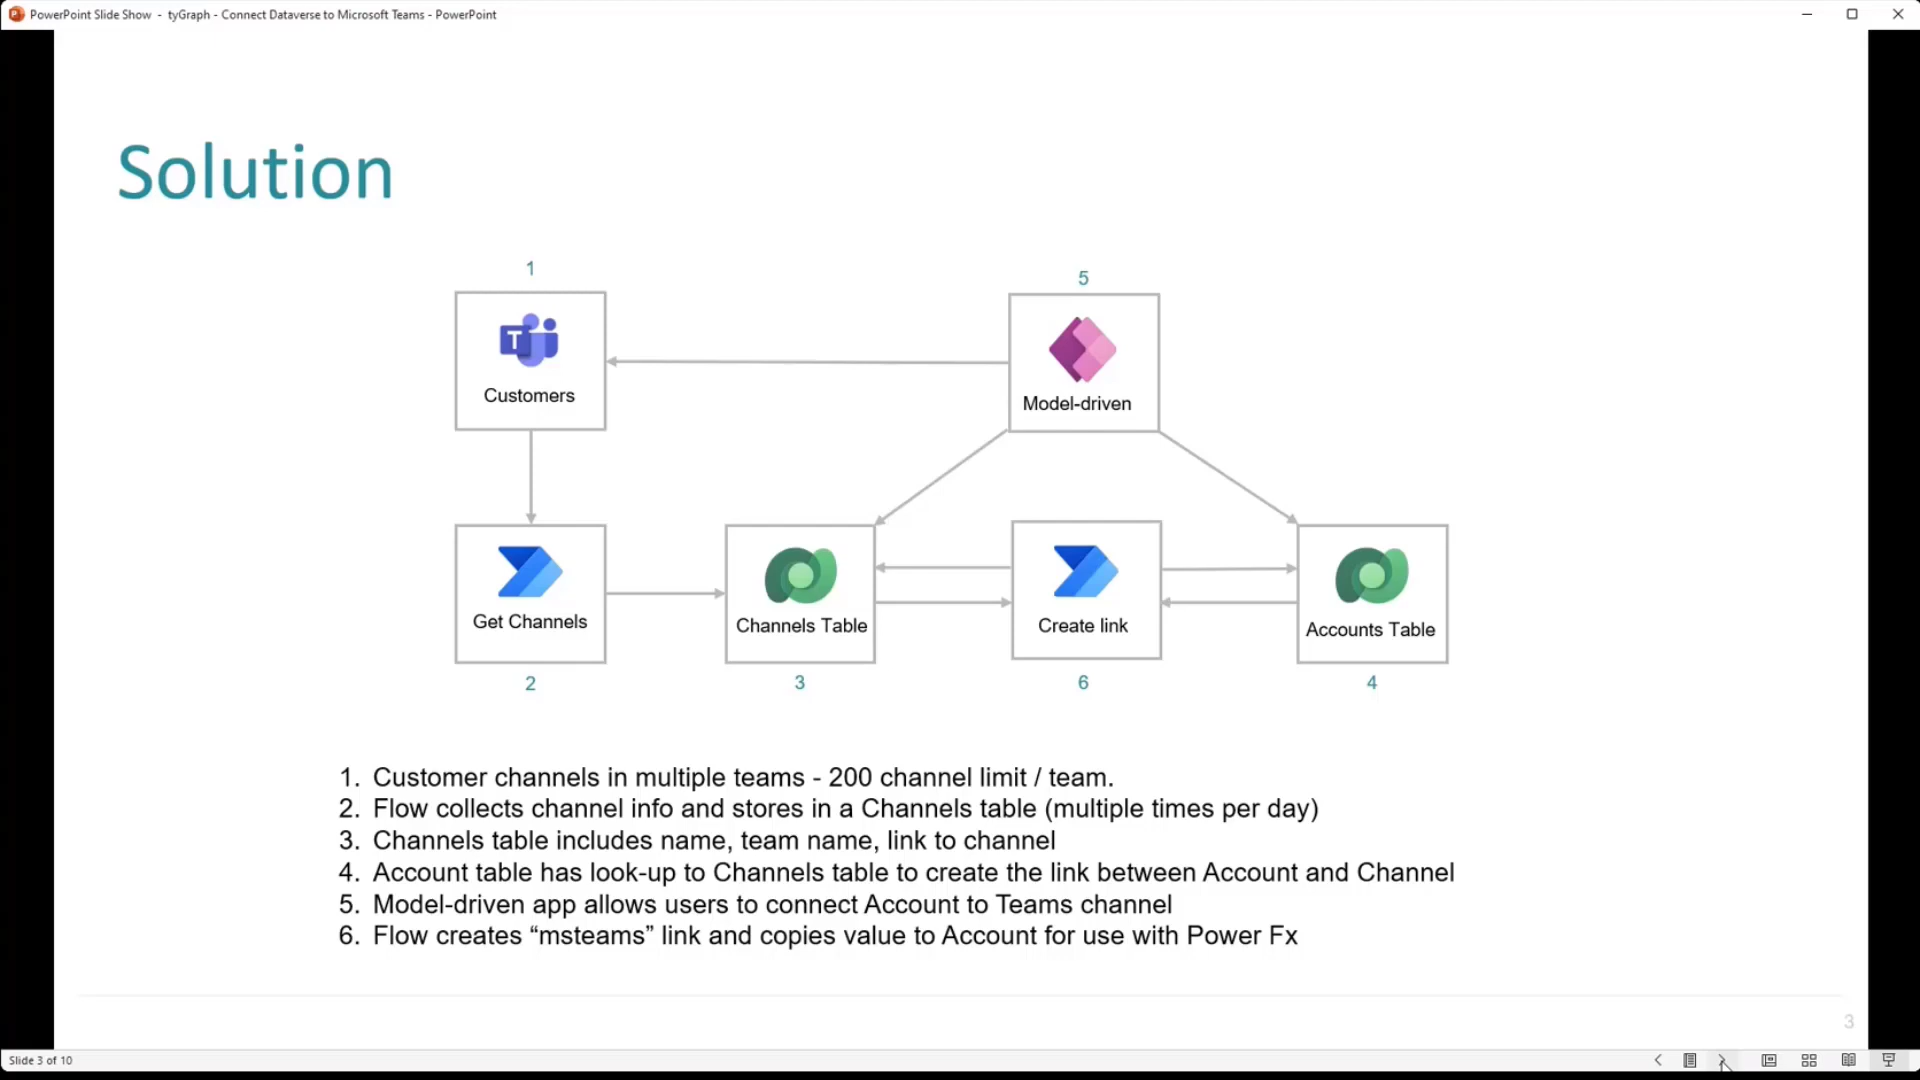 PowerPoint Slide Show - tyGraph - Connect Dataverse to Microsoft Teams - PowerPoint
Solution
1
5
T
Customers
Model-driven
Get Channels
Channels Table
Create link
Accounts Table
2
3
6
4
1. Customer channels in multiple teams - 200 channel limit / team.
2. Flow collects channel info and stores in a Channels table (multiple times per day)
3. Channels table includes name, team name, link to channel
4. Account table has look-up to Channels table to create the link between Account and Channel
5. Model-driven app allows users to connect Account to Teams channel
6. Flow creates “msteams” link and copies value to Account for use with Power Fx
3
Slide 3 of 10